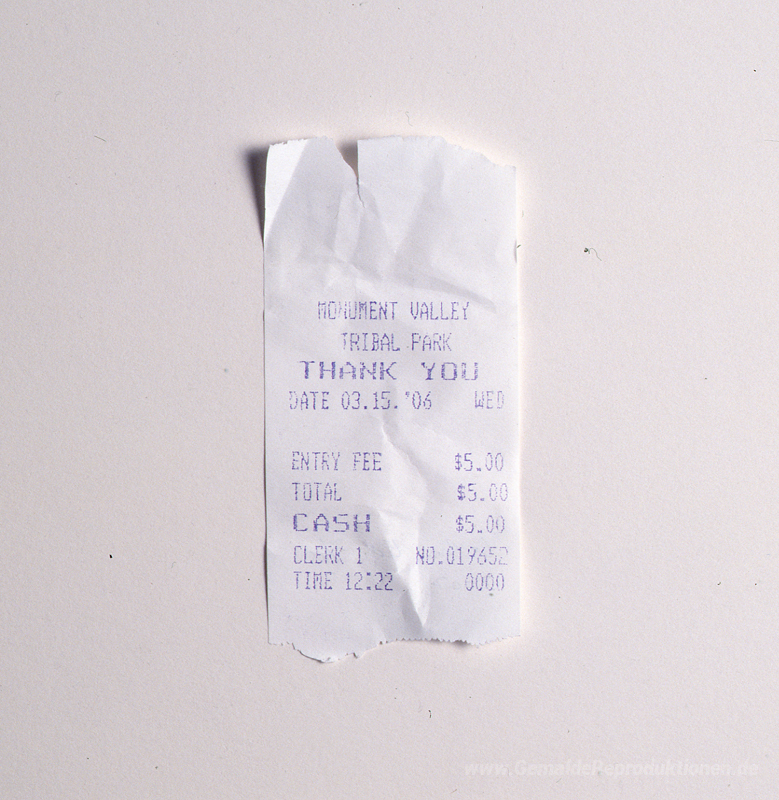 MONUMENT VALLEY
TRIBAL PARK
THANK YOU
DATE 03.15.'06 WED
ENTRY FEE $5.00
TOTAL $5.00
CASH $5.00
CLERK 1 NO.019652
TIME 12:22 0000
www.GemaldeReproduktionen.de